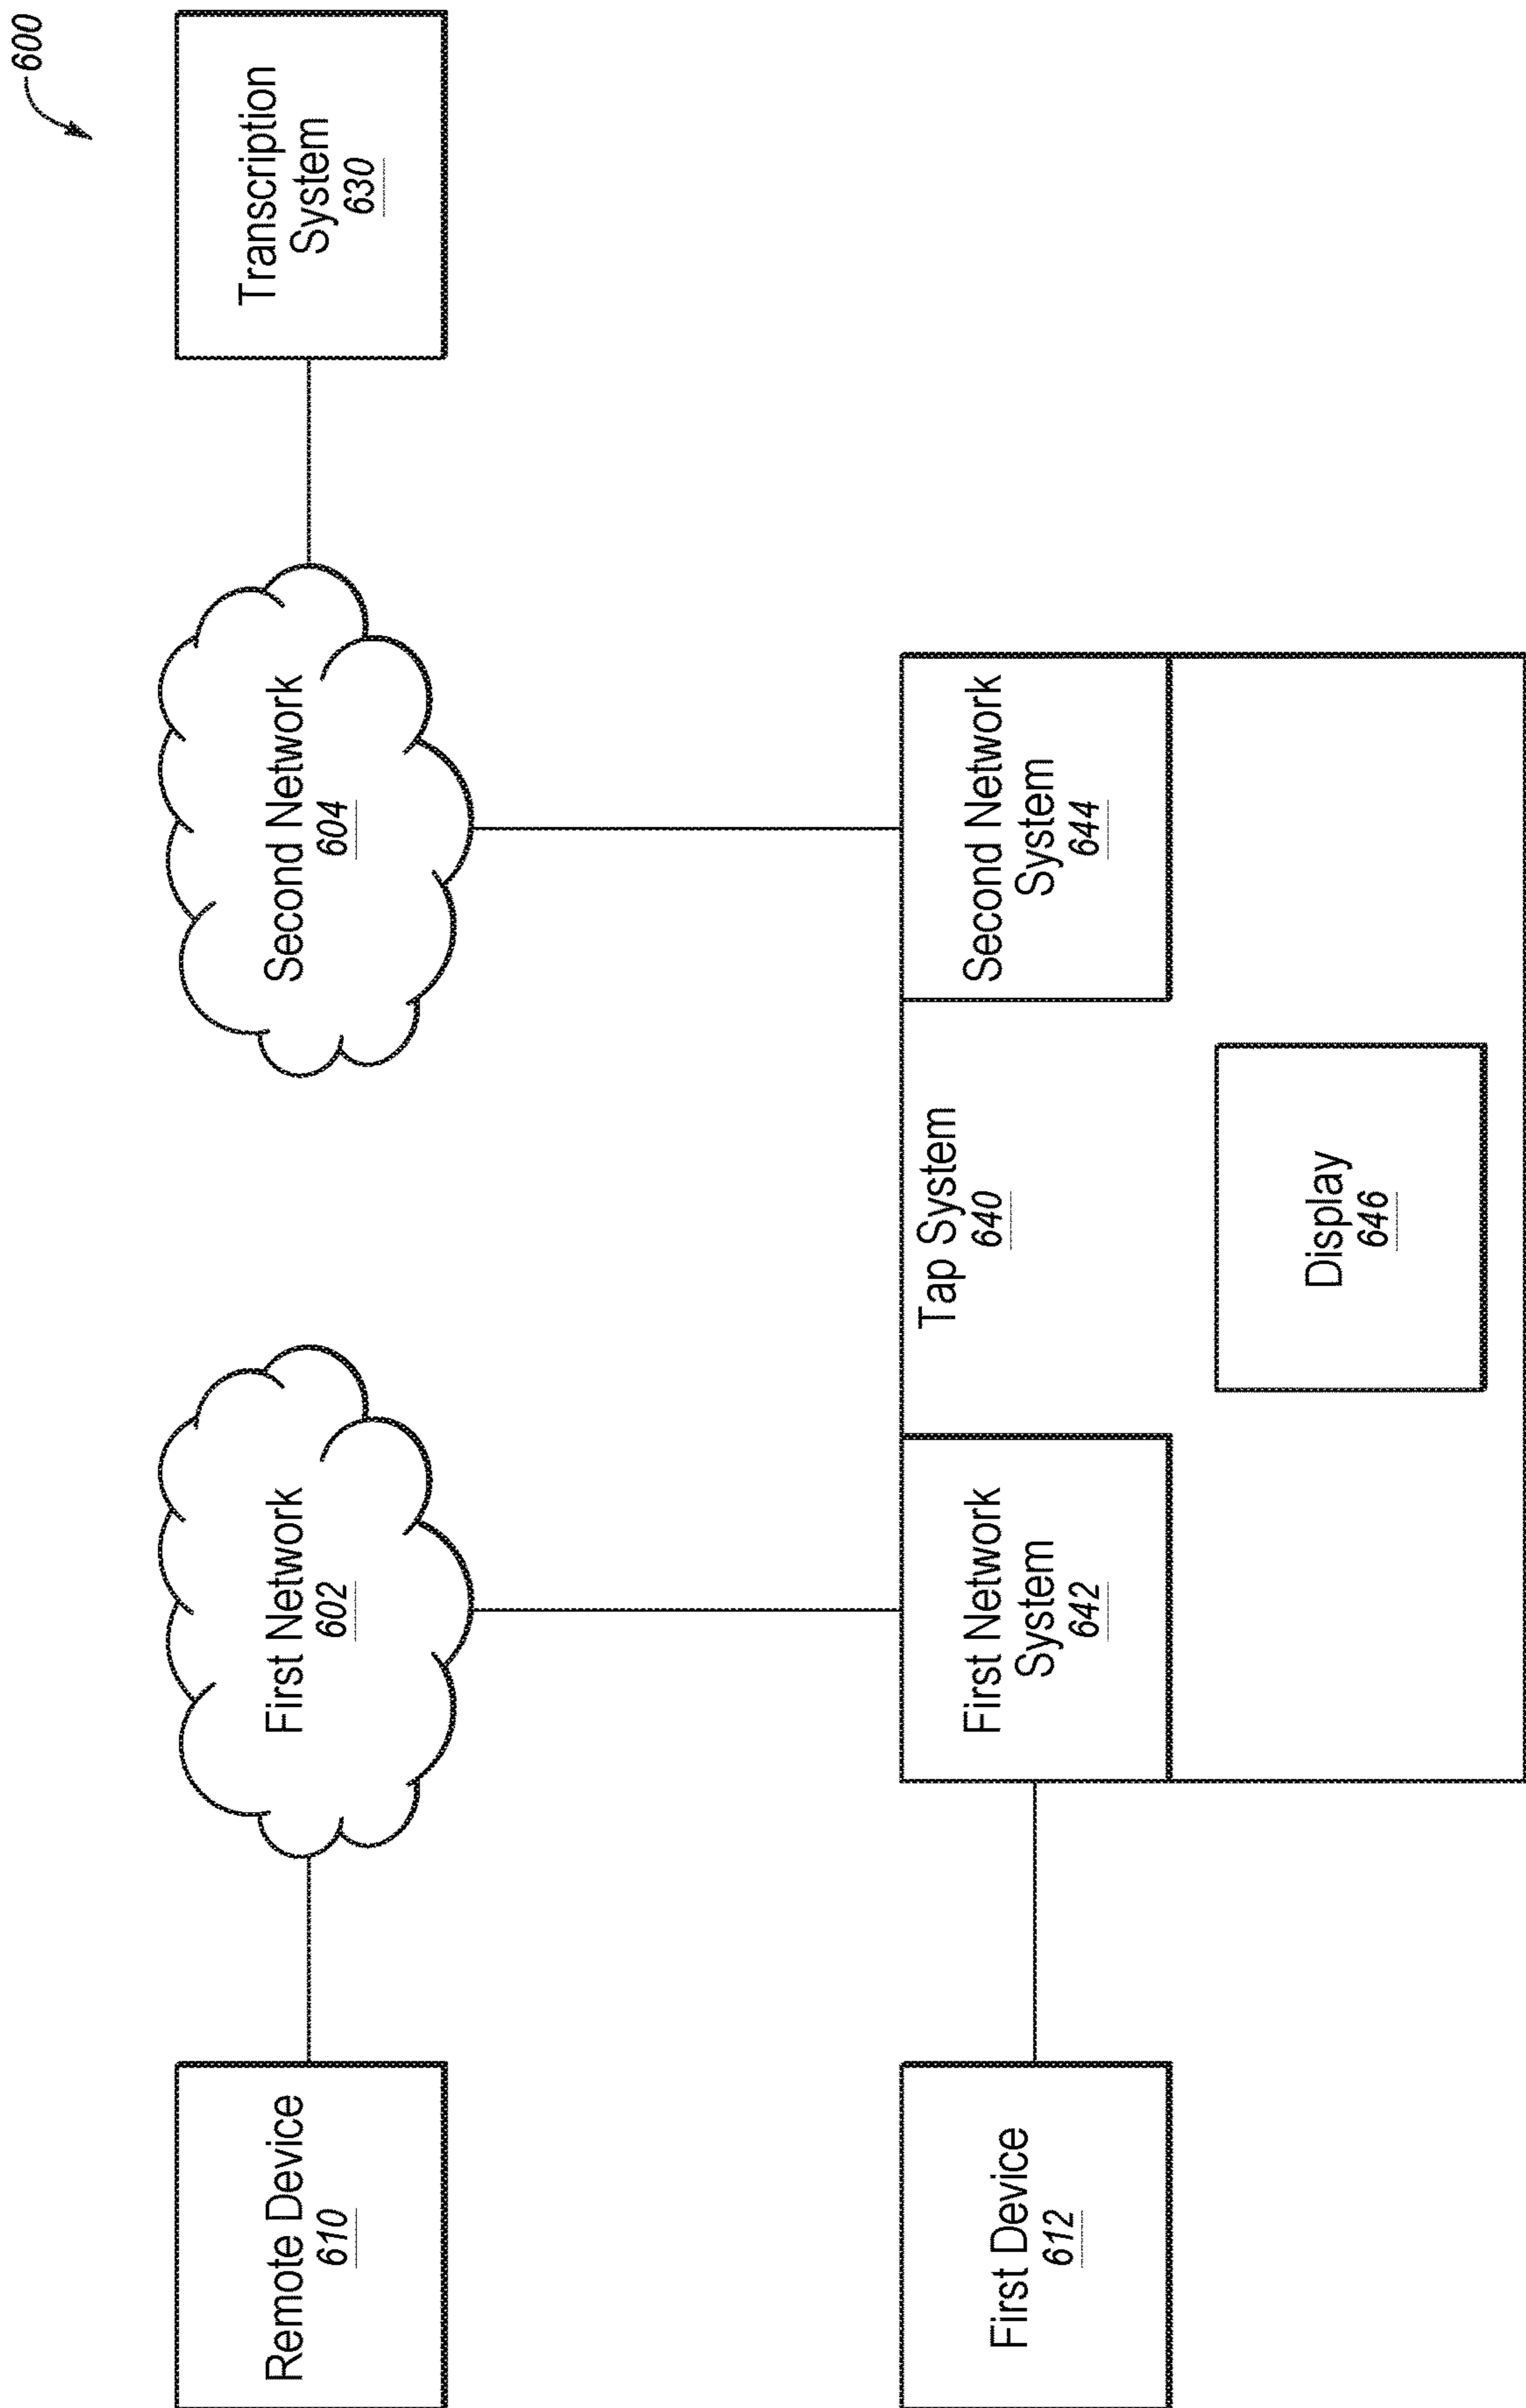 600
Remote Device
610
First Network
602
Second Network
604
Transcription
System
630
First Device
612
First Network
System
642
Tap System
640
Second Network
System
644
Display
646